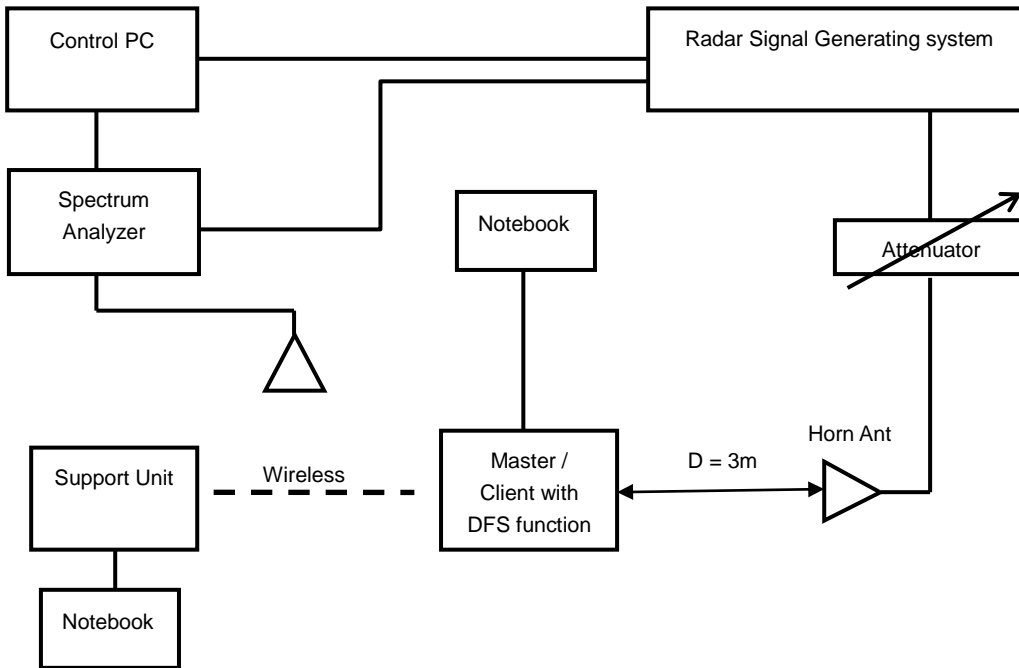 Control PC
Radar Signal Generating system
Spectrum
Analyzer
Notebook
Attenuator
Horn Ant
D = 3m
Support Unit
Wireless
Master /
Client with
DFS function
Notebook